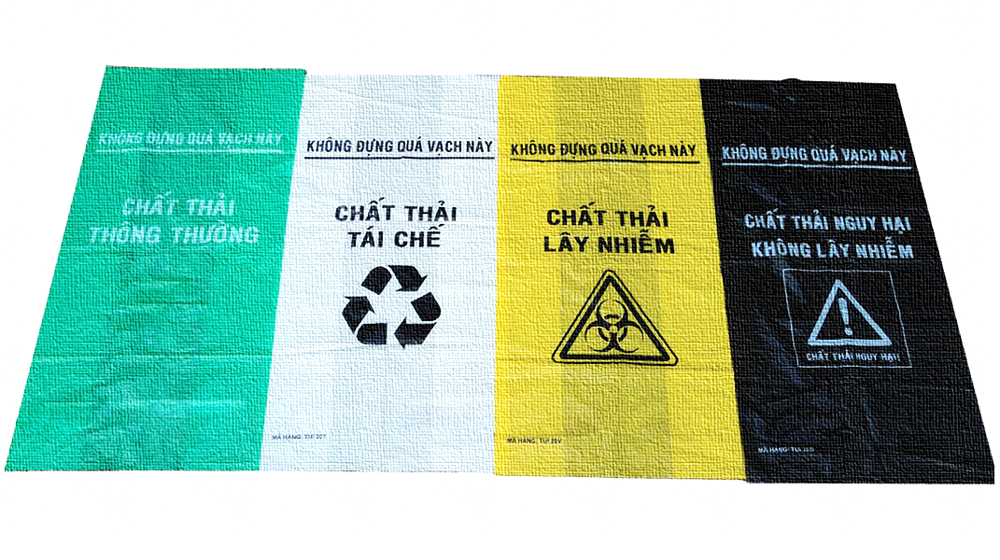 KHÔNG ĐỰNG QUÁ VẠCH NÀY
CHẤT THẢI
THÔNG THƯỜNG
KHÔNG ĐỰNG QUÁ VẠCH NÀY
CHẤT THẢI
TÁI CHẾ
MÃ HÀNG: TÚI 20T
KHÔNG ĐỰNG QUÁ VẠCH NÀY
CHẤT THẢI
LÂY NHIỄM
MÃ HÀNG: TÚI 20V
KHÔNG ĐỰNG QUÁ VẠCH NÀY
CHẤT THẢI NGUY HẠI
KHÔNG LÂY NHIỄM
CHẤT THẢI NGUY HẠI!
MÃ HÀNG: TÚI 20Đ